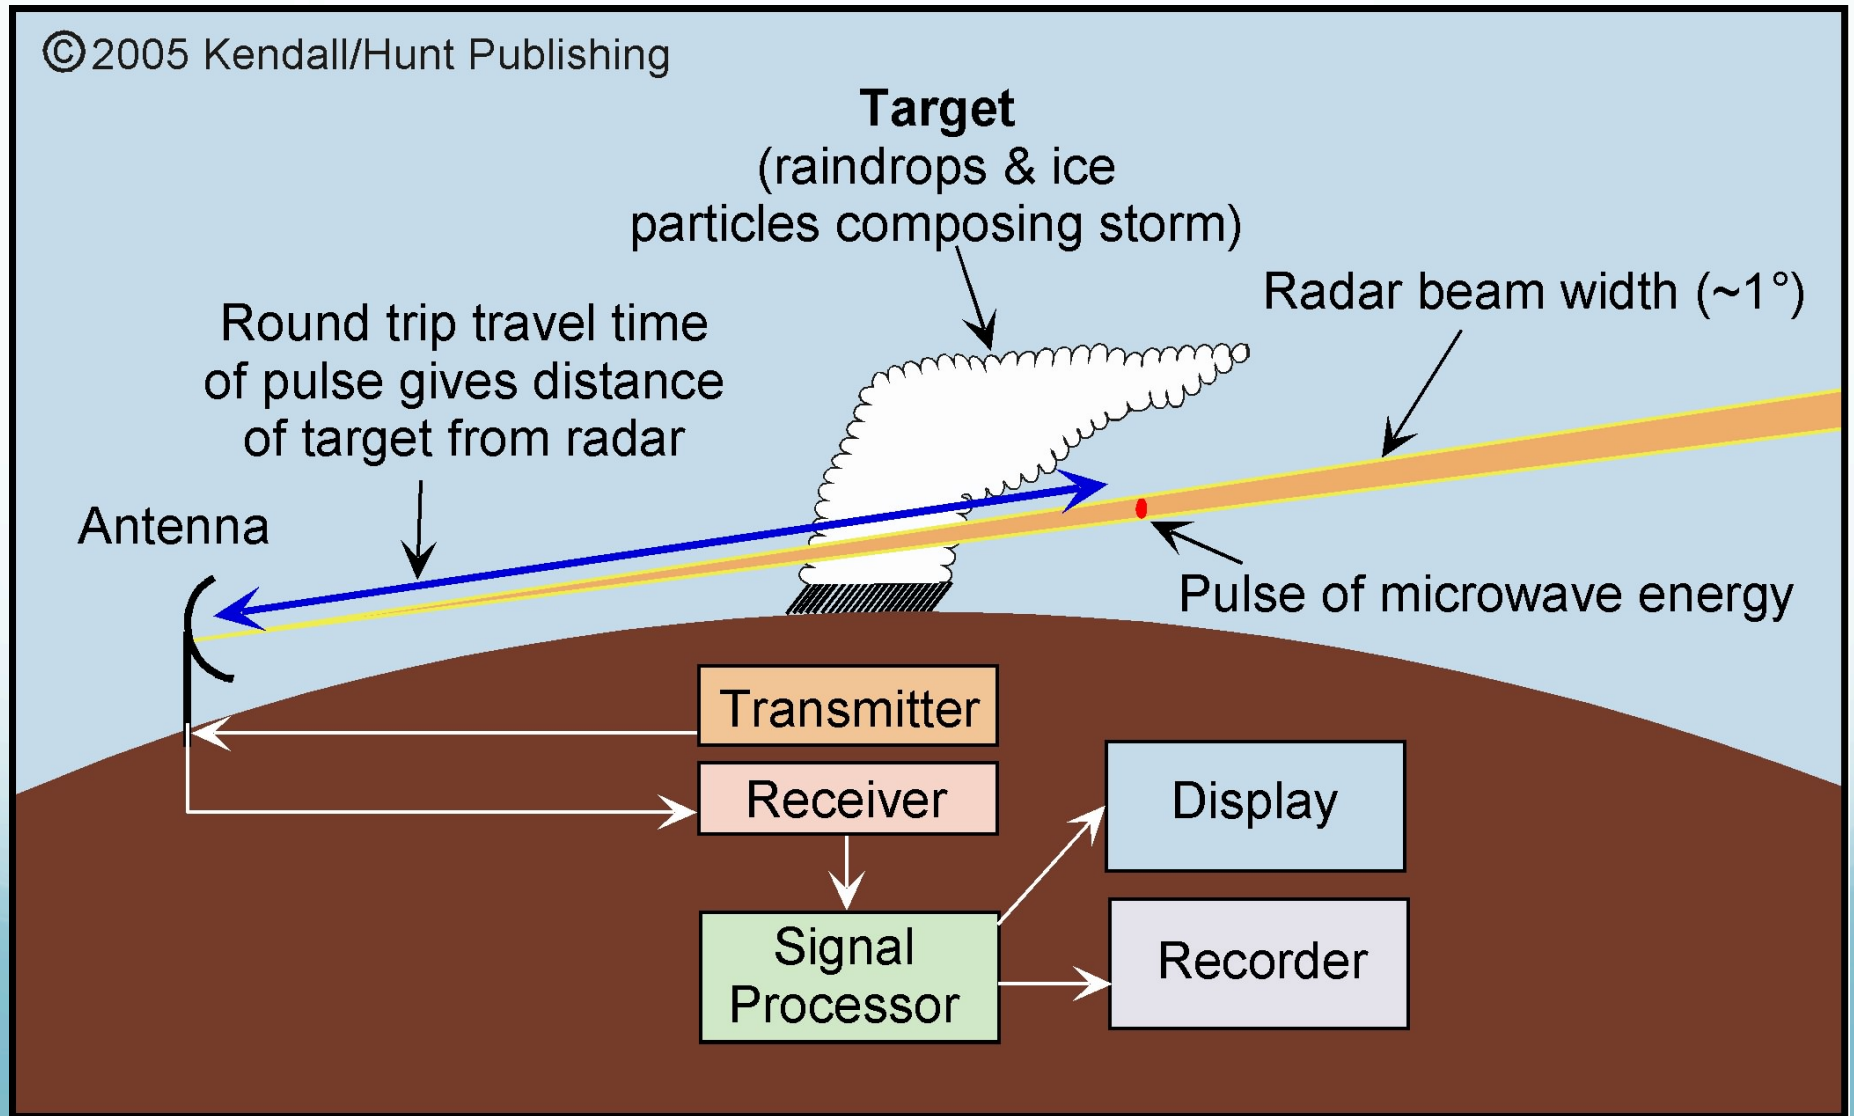 ©2005 Kendall/Hunt Publishing
Target
(raindrops & ice
particles composing storm)
Radar beam width (~1°)
Round trip travel time
of pulse gives distance
of target from radar
Antenna
Pulse of microwave energy
Transmitter
Receiver
Display
Signal
Processor
Recorder